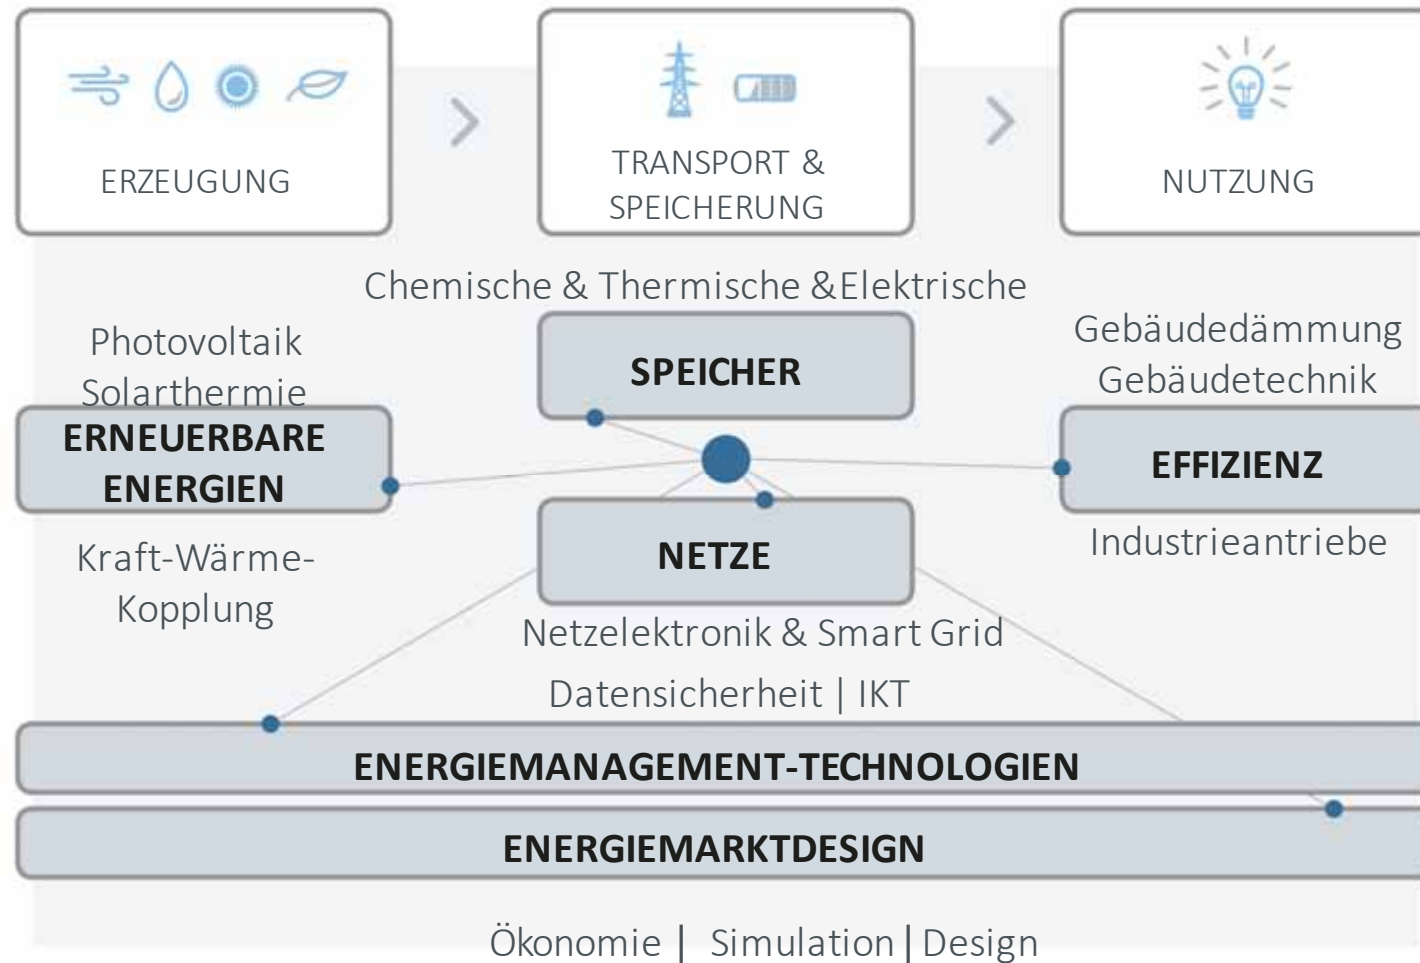 ERZEUGUNG
TRANSPORT &
SPEICHERUNG
NUTZUNG
Chemische & Thermische &Elektrische
SPEICHER
Photovoltaik
Solarthermie
ERNEUERBARE
ENERGIEN
Kraft-Wärme-
Kopplung
Gebäudedämmung
Gebäudetechnik
EFFIZIENZ
Industrieantriebe
NETZE
Netzelektronik & Smart Grid
Datensicherheit | IKT
ENERGIEMANAGEMENT-TECHNOLOGIEN
ENERGIEMARKTDESIGN
Ökonomie | Simulation | Design